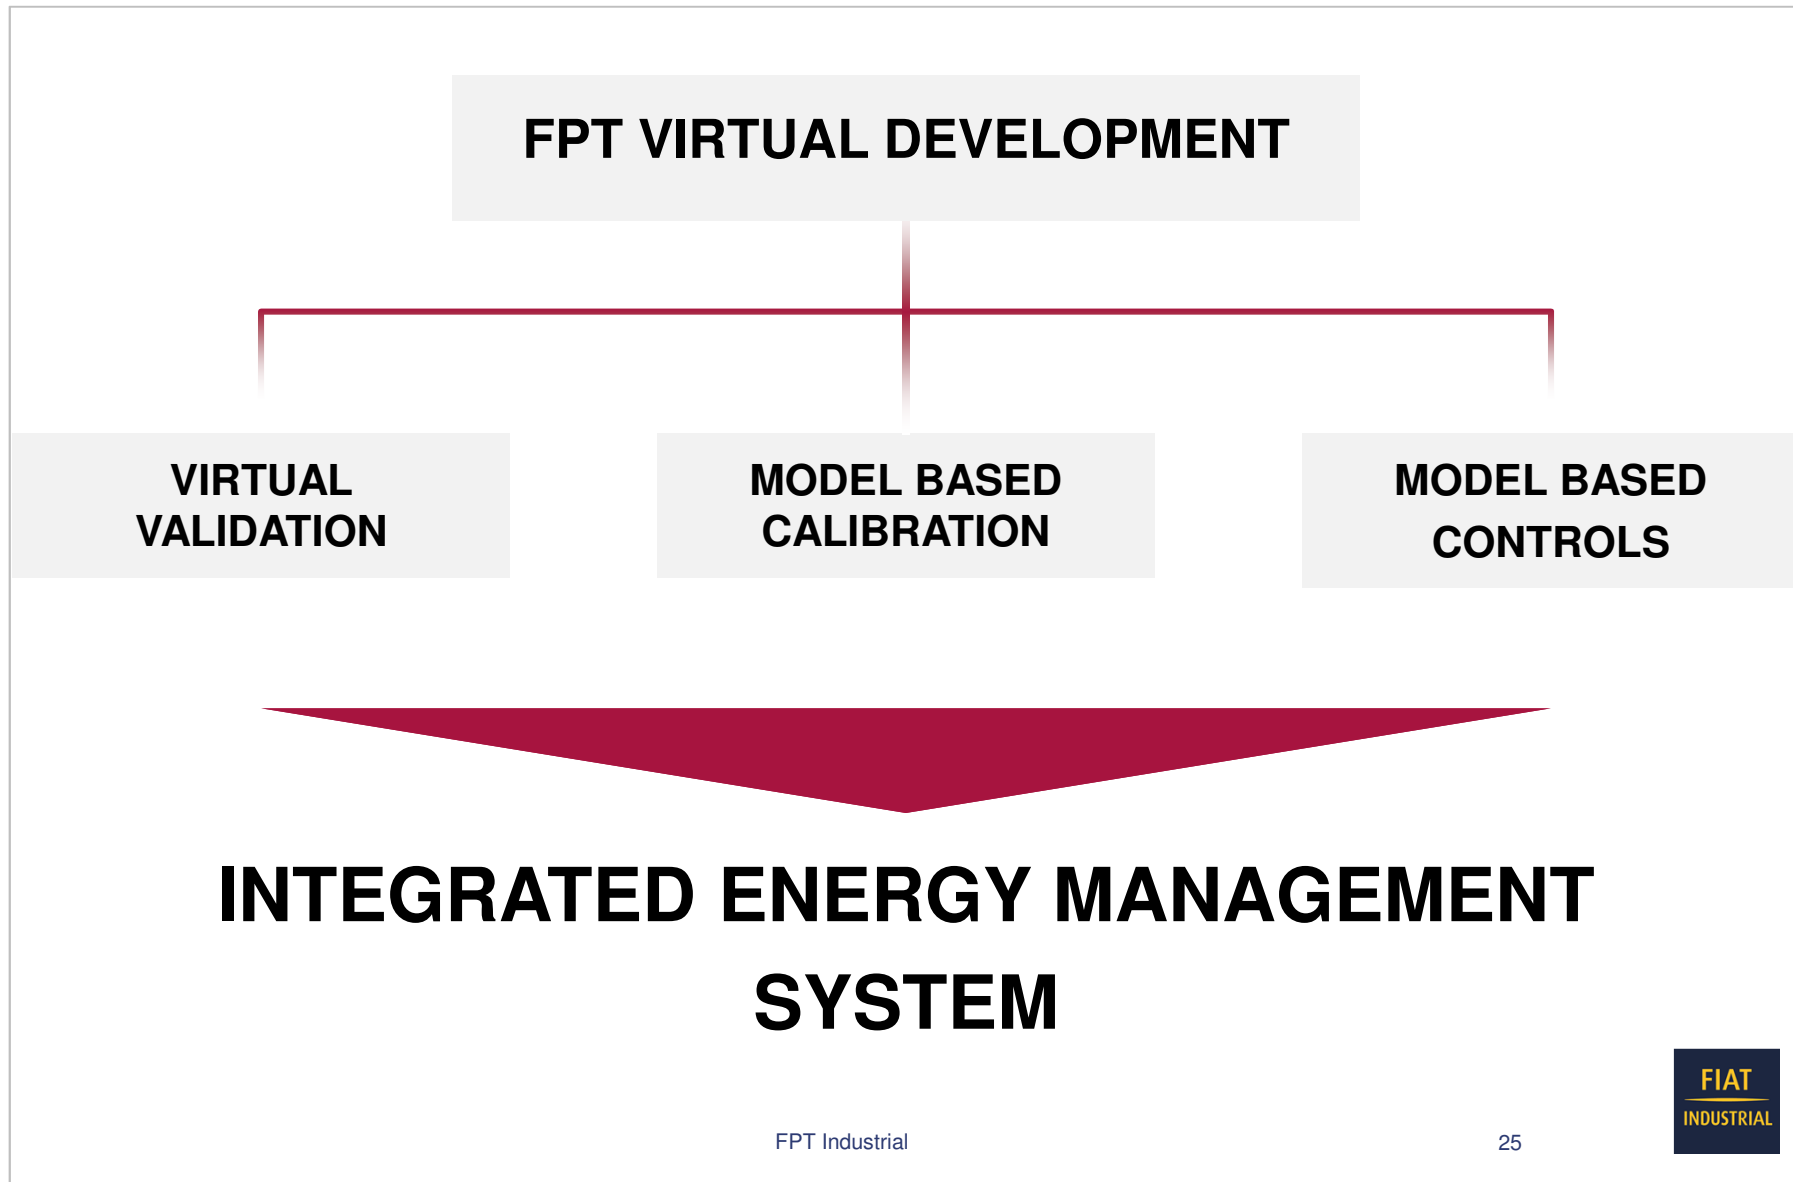 FPT VIRTUAL DEVELOPMENT
VIRTUAL
VALIDATION
MODEL BASED
CALIBRATION
MODEL BASED
CONTROLS
INTEGRATED ENERGY MANAGEMENT
SYSTEM
FPT Industrial
25
FIAT
INDUSTRIAL